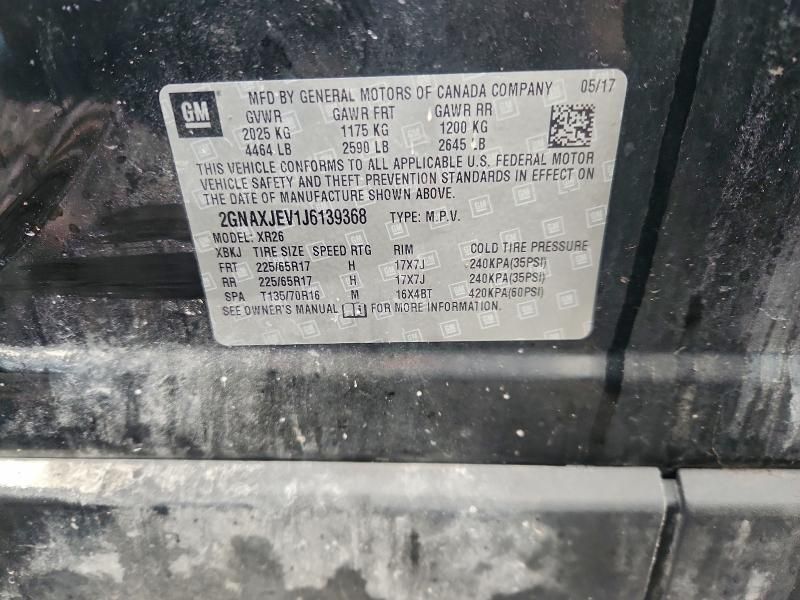 GM
MFD BY GENERAL MOTORS OF CANADA COMPANY 05/17
GVWR GAWR FRT GAWR RR
2025 KG 1175 KG 1200 KG
4464 LB 2590 LB 2645 LB
THIS VEHICLE CONFORMS TO ALL APPLICABLE U.S. FEDERAL MOTOR
VEHICLE SAFETY AND THEFT PREVENTION STANDARDS IN EFFECT ON
THE DATE OF MANUFACTURE SHOWN ABOVE.
2GNAXJEV1J6139368 TYPE: M.P.V.
MODEL: XR26
XBKJ TIRE SIZE SPEED RTG RIM COLD TIRE PRESSURE
FRT 225/65R17 H 17X7J 240KPA(35PSI)
RR 225/65R17 H 17X7J 240KPA(35PSI)
SPA T135/70R16 M 16X4BT 420KPA(60PSI)
SEE OWNER'S MANUAL FOR MORE INFORMATION.